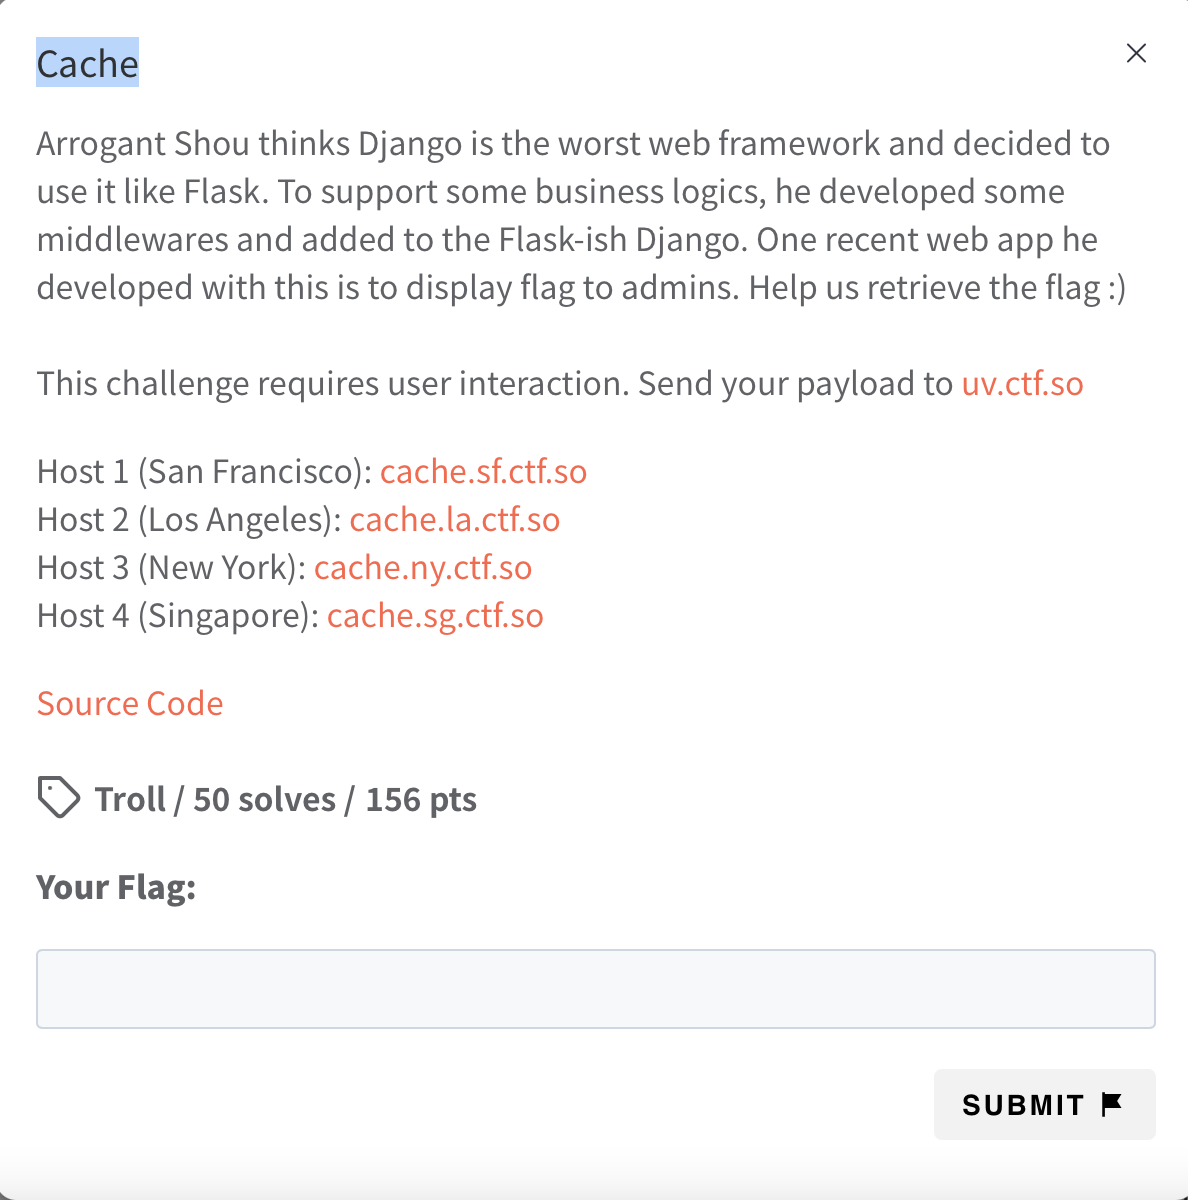 Cache
Arrogant Shou thinks Django is the worst web framework and decided to
use it like Flask. To support some business logics, he developed some
middlewares and added to the Flask-ish Django. One recent web app he
developed with this is to display flag to admins. Help us retrieve the flag :)
This challenge requires user interaction. Send your payload to uv.ctf.so
Host 1 (San Francisco): cache.sf.ctf.so
Host 2 (Los Angeles): cache.la.ctf.so
Host 3 (New York): cache.ny.ctf.so
Host 4 (Singapore): cache.sg.ctf.so
Source Code
Troll / 50 solves / 156 pts
Your Flag:
SUBMIT